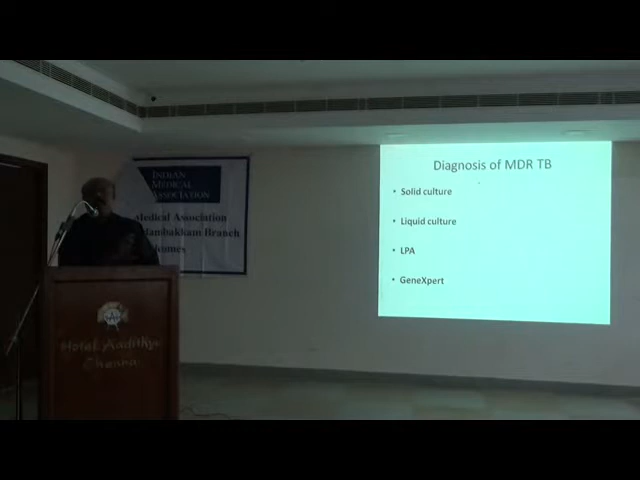 INDIAN
MEDICAL
ASSOCIATION
Medical Association
Branch
Diagnosis of MDR TB
• Solid culture
• Liquid culture
• LPA
• GeneXpert
Hotel Aadithya
Chennai